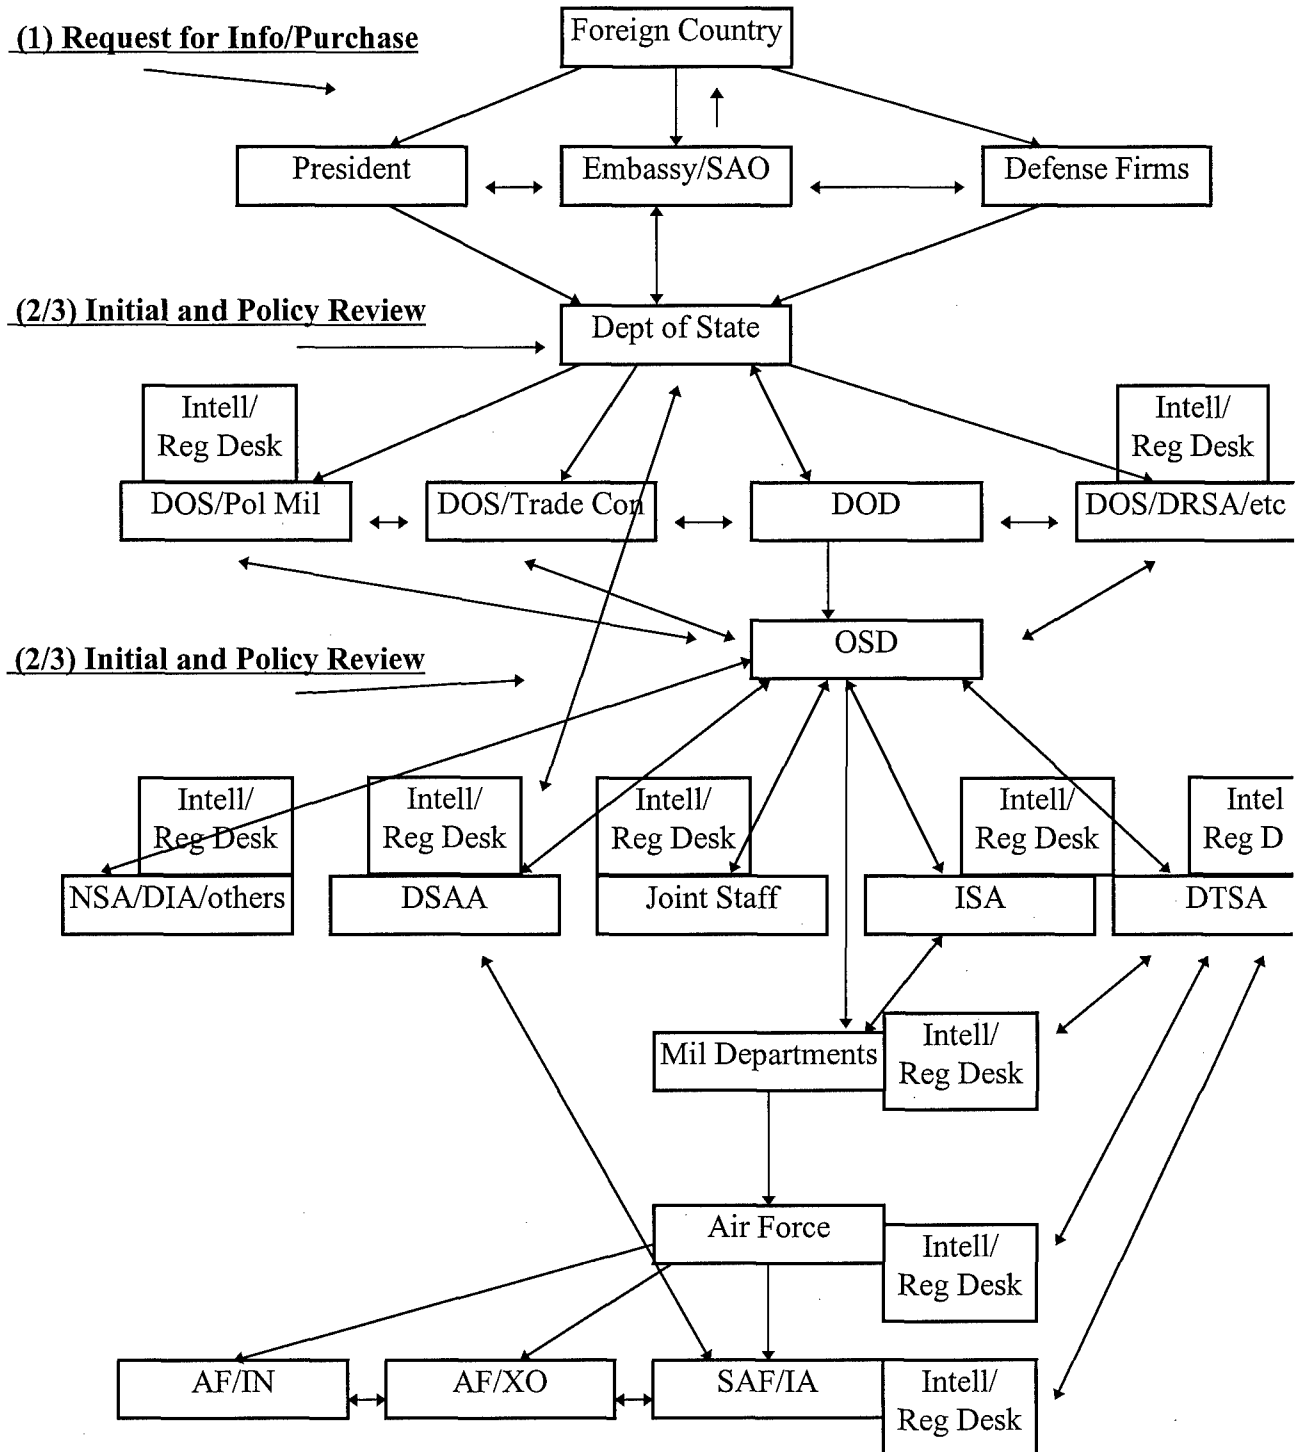 (1) Request for Info/Purchase
Foreign Country
President
Embassy/SAO
Defense Firms
(2/3) Initial and Policy Review
Dept of State
Intell/
Reg Desk
Intell/
Reg Desk
DOS/Pol Mil
DOS/Trade Con
DOD
DOS/DRSA/etc
OSD
(2/3) Initial and Policy Review
Intell/
Reg Desk
Intell/
Reg Desk
Intell/
Reg Desk
Intell/
Reg Desk
Intel
Reg D
NSA/DIA/others
DSAA
Joint Staff
ISA
DTSA
Mil Departments
Intell/
Reg Desk
Air Force
Intell/
Reg Desk
AF/IN
AF/XO
SAF/IA
Intell/
Reg Desk